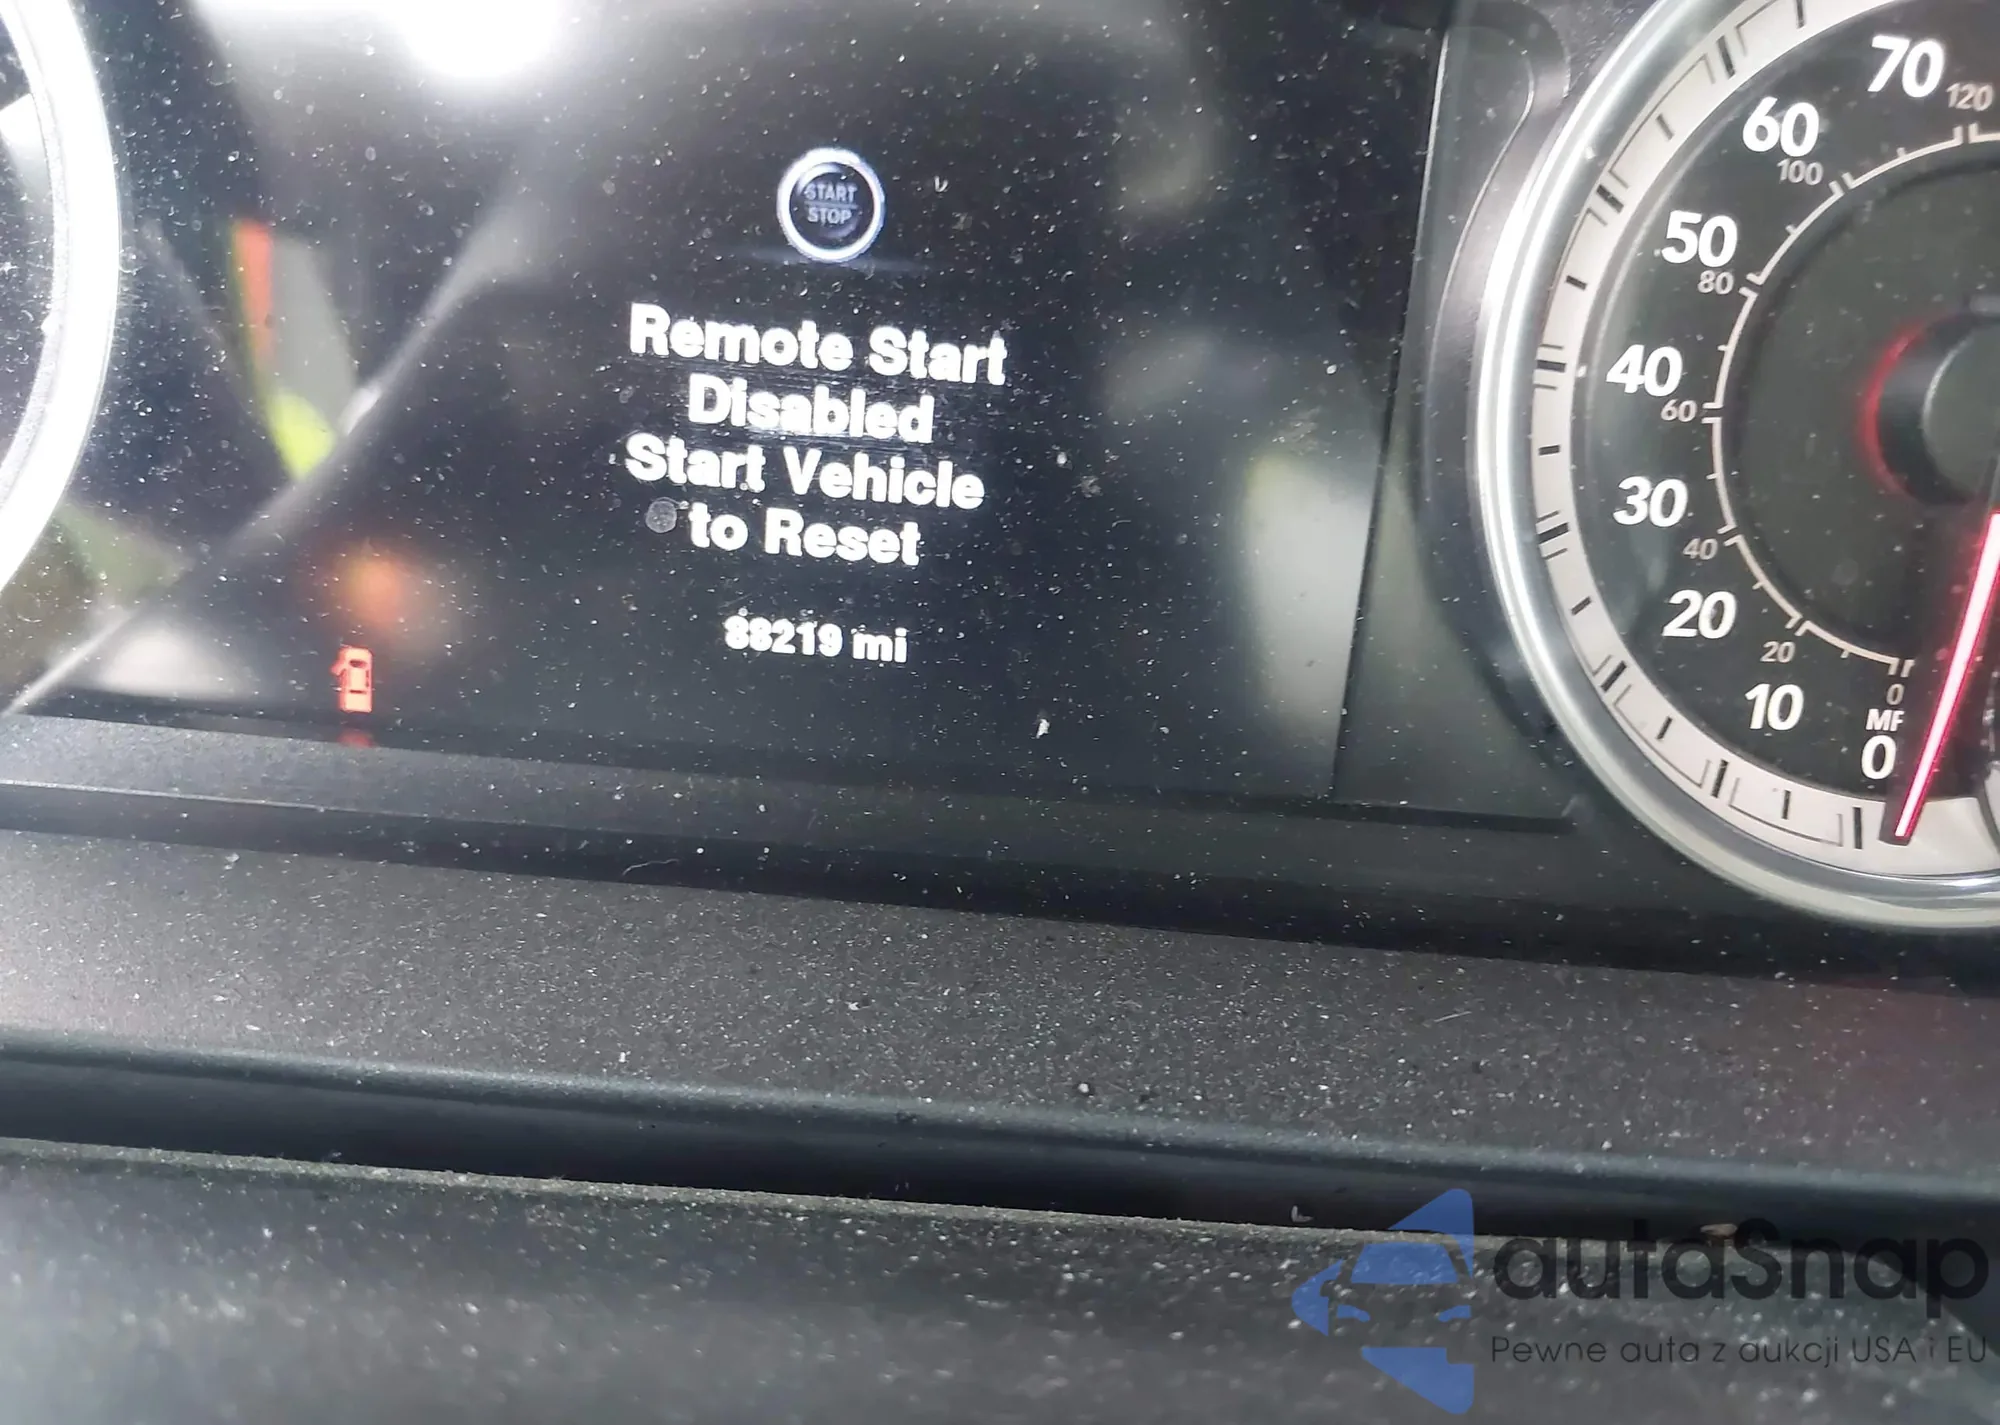 START
STOP
Remote Start
Disabled
Start Vehicle
to Reset
88219 mi
70
120
60
100
50
80
40
60
30
40
20
20
10
0
0
autaSnap
Pewne auta z aukcji USA i EU